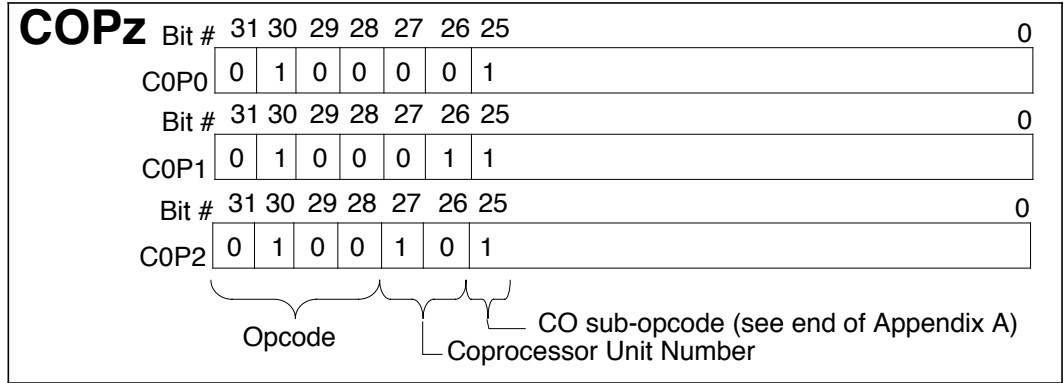 COPz Bit # 31 30 29 28 27 26 25 0
C0P0 0 1 0 0 0 0 1
Bit # 31 30 29 28 27 26 25 0
C0P1 0 1 0 0 0 1 1
Bit # 31 30 29 28 27 26 25 0
C0P2 0 1 0 0 1 0 1
Opcode CO sub-opcode (see end of Appendix A)
Coprocessor Unit Number